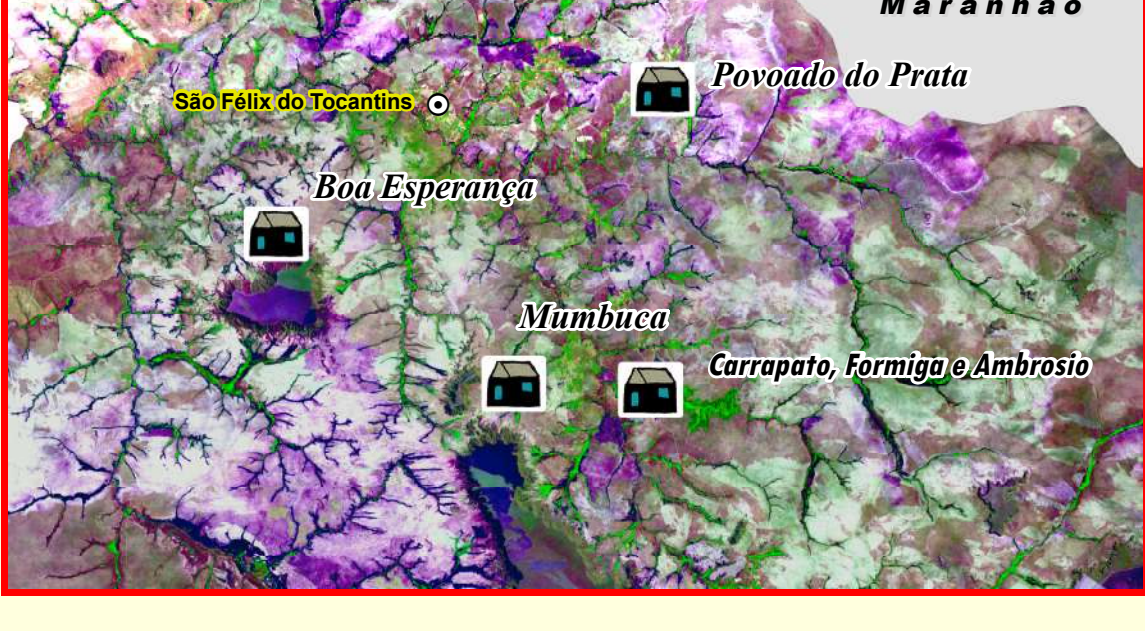 Maranhão
Povoado do Prata
São Félix do Tocantins
Boa Esperança
Mumbuca
Carrapato, Formiga e Ambrosio